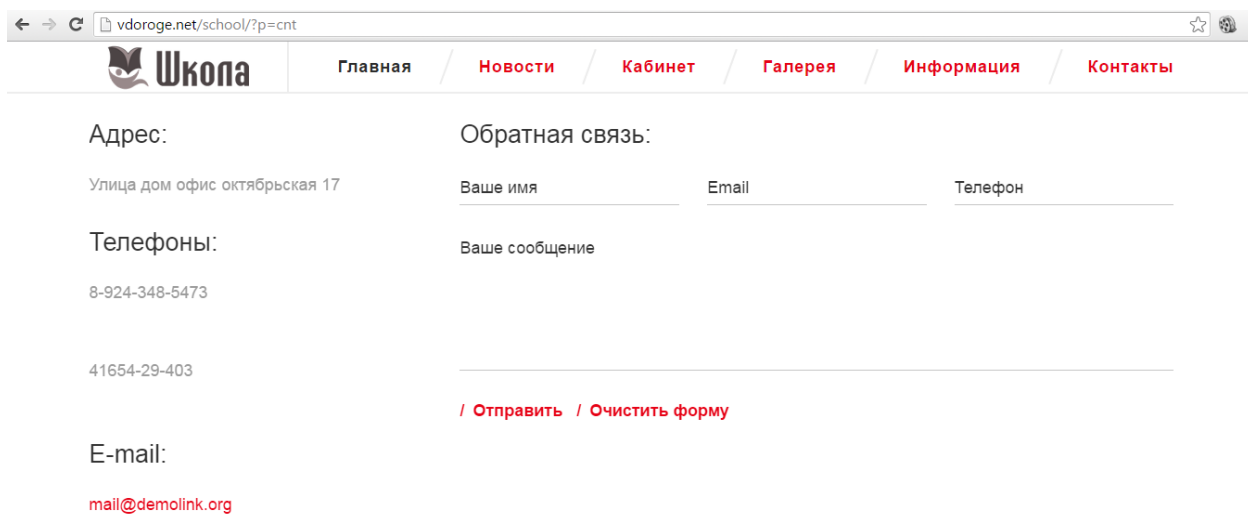 vdoroge.net/school/?p=cnt
Школа
Главная / Новости / Кабинет / Галерея / Информация / Контакты
Адрес:
Улица дом офис октябрьская 17
Телефоны:
8-924-348-5473
41654-29-403
E-mail:
mail@demolink.org
Обратная связь:
Ваше имя Email Телефон
Ваше сообщение
/ Отправить / Очистить форму